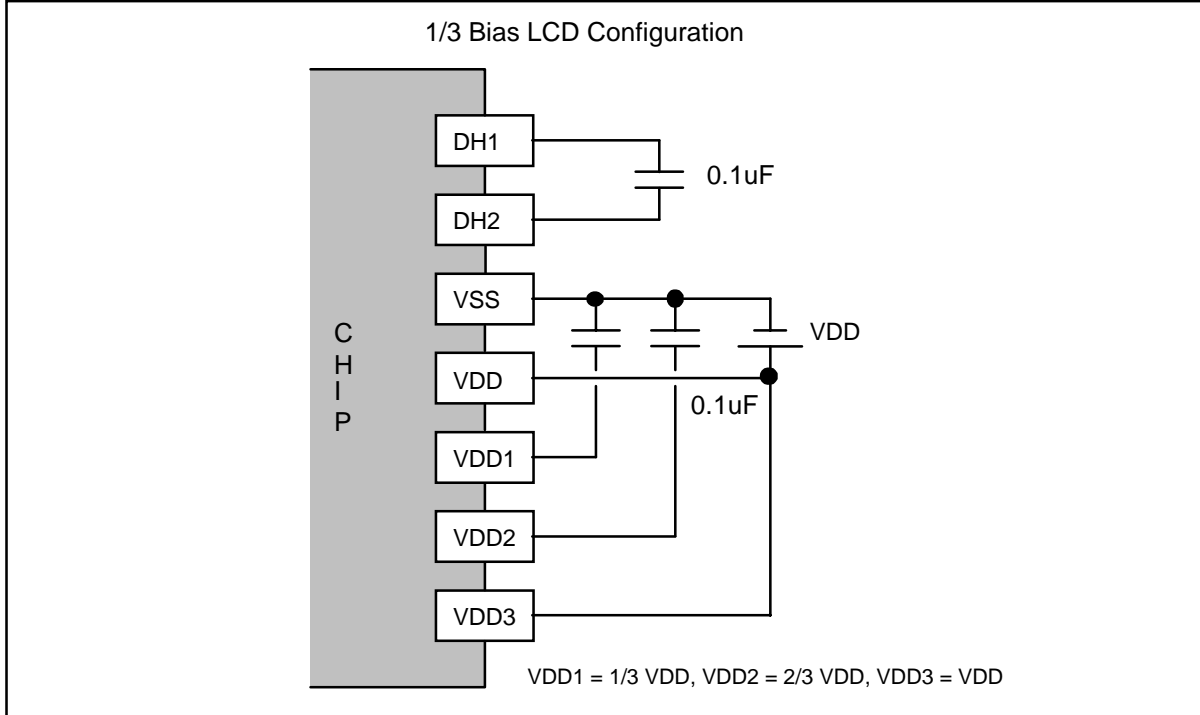 1/3 Bias LCD Configuration
DH1
0.1uF
DH2
VSS
C
H
I
P
VDD
VDD
0.1uF
VDD1
VDD2
VDD3
VDD1 = 1/3 VDD, VDD2 = 2/3 VDD, VDD3 = VDD